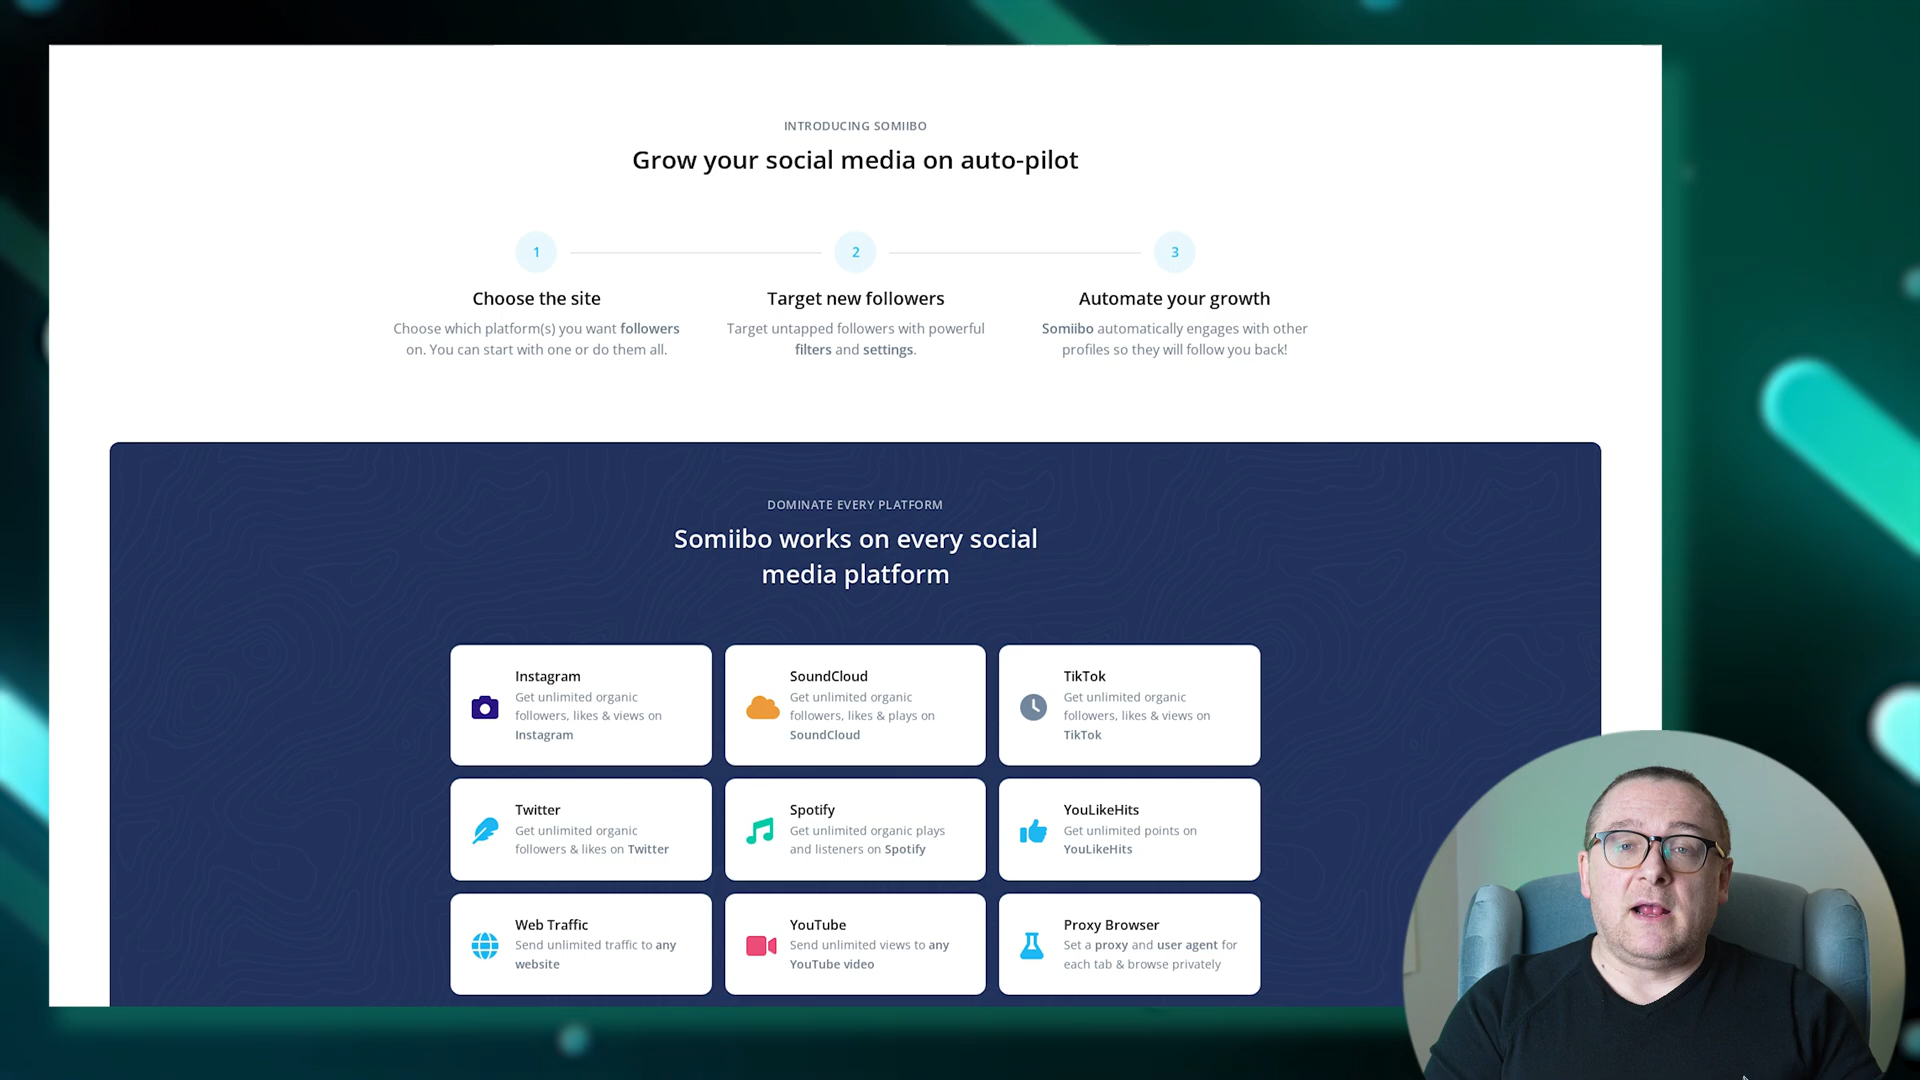 INTRODUCING SOMIIBO
Grow your social media on auto-pilot
1
2
3
Choose the site
Choose which platform(s) you want followers
on. You can start with one or do them all.
Target new followers
Target untapped followers with powerful
filters and settings.
Automate your growth
Somiibo automatically engages with other
profiles so they will follow you back!
DOMINATE EVERY PLATFORM
Somiibo works on every social
media platform
Instagram
Get unlimited organic
followers, likes & views on
Instagram
SoundCloud
Get unlimited organic
followers, likes & plays on
SoundCloud
TikTok
Get unlimited organic
followers, likes & views on
TikTok
Twitter
Get unlimited organic
followers & likes on Twitter
Spotify
Get unlimited organic plays
and listeners on Spotify
YouLikeHits
Get unlimited points on
YouLikeHits
Web Traffic
Send unlimited traffic to any
website
YouTube
Send unlimited views to any
YouTube video
Proxy Browser
Set a proxy and user agent for
each tab & browse privately